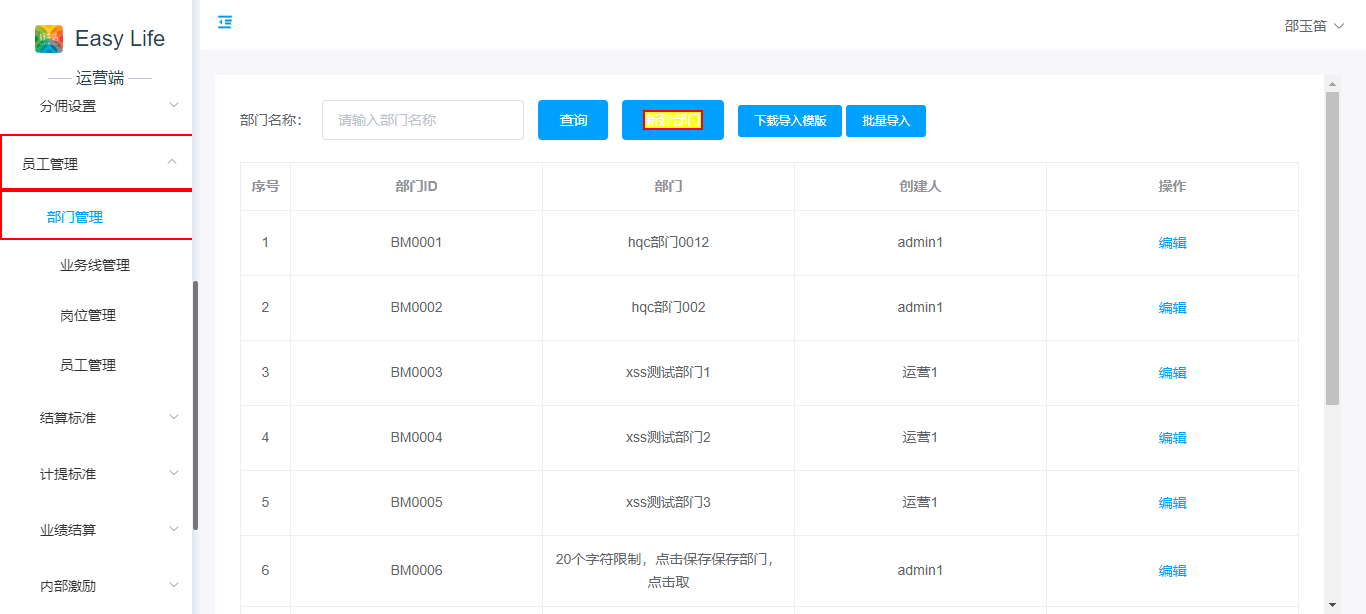 Easy Life
运营端
分佣设置
员工管理
部门管理
业务线管理
岗位管理
员工管理
结算标准
计提标准
业绩结算
内部激励
邵玉笛
部门名称： 请输入部门名称 查询 新建部门 下载导入模版 批量导入
序号 部门ID 部门 创建人 操作
1 BM0001 hqc部门0012 admin1 编辑
2 BM0002 hqc部门002 admin1 编辑
3 BM0003 xss测试部门1 运营1 编辑
4 BM0004 xss测试部门2 运营1 编辑
5 BM0005 xss测试部门3 运营1 编辑
6 BM0006 20个字符限制，点击保存保存部门， admin1 编辑
点击取